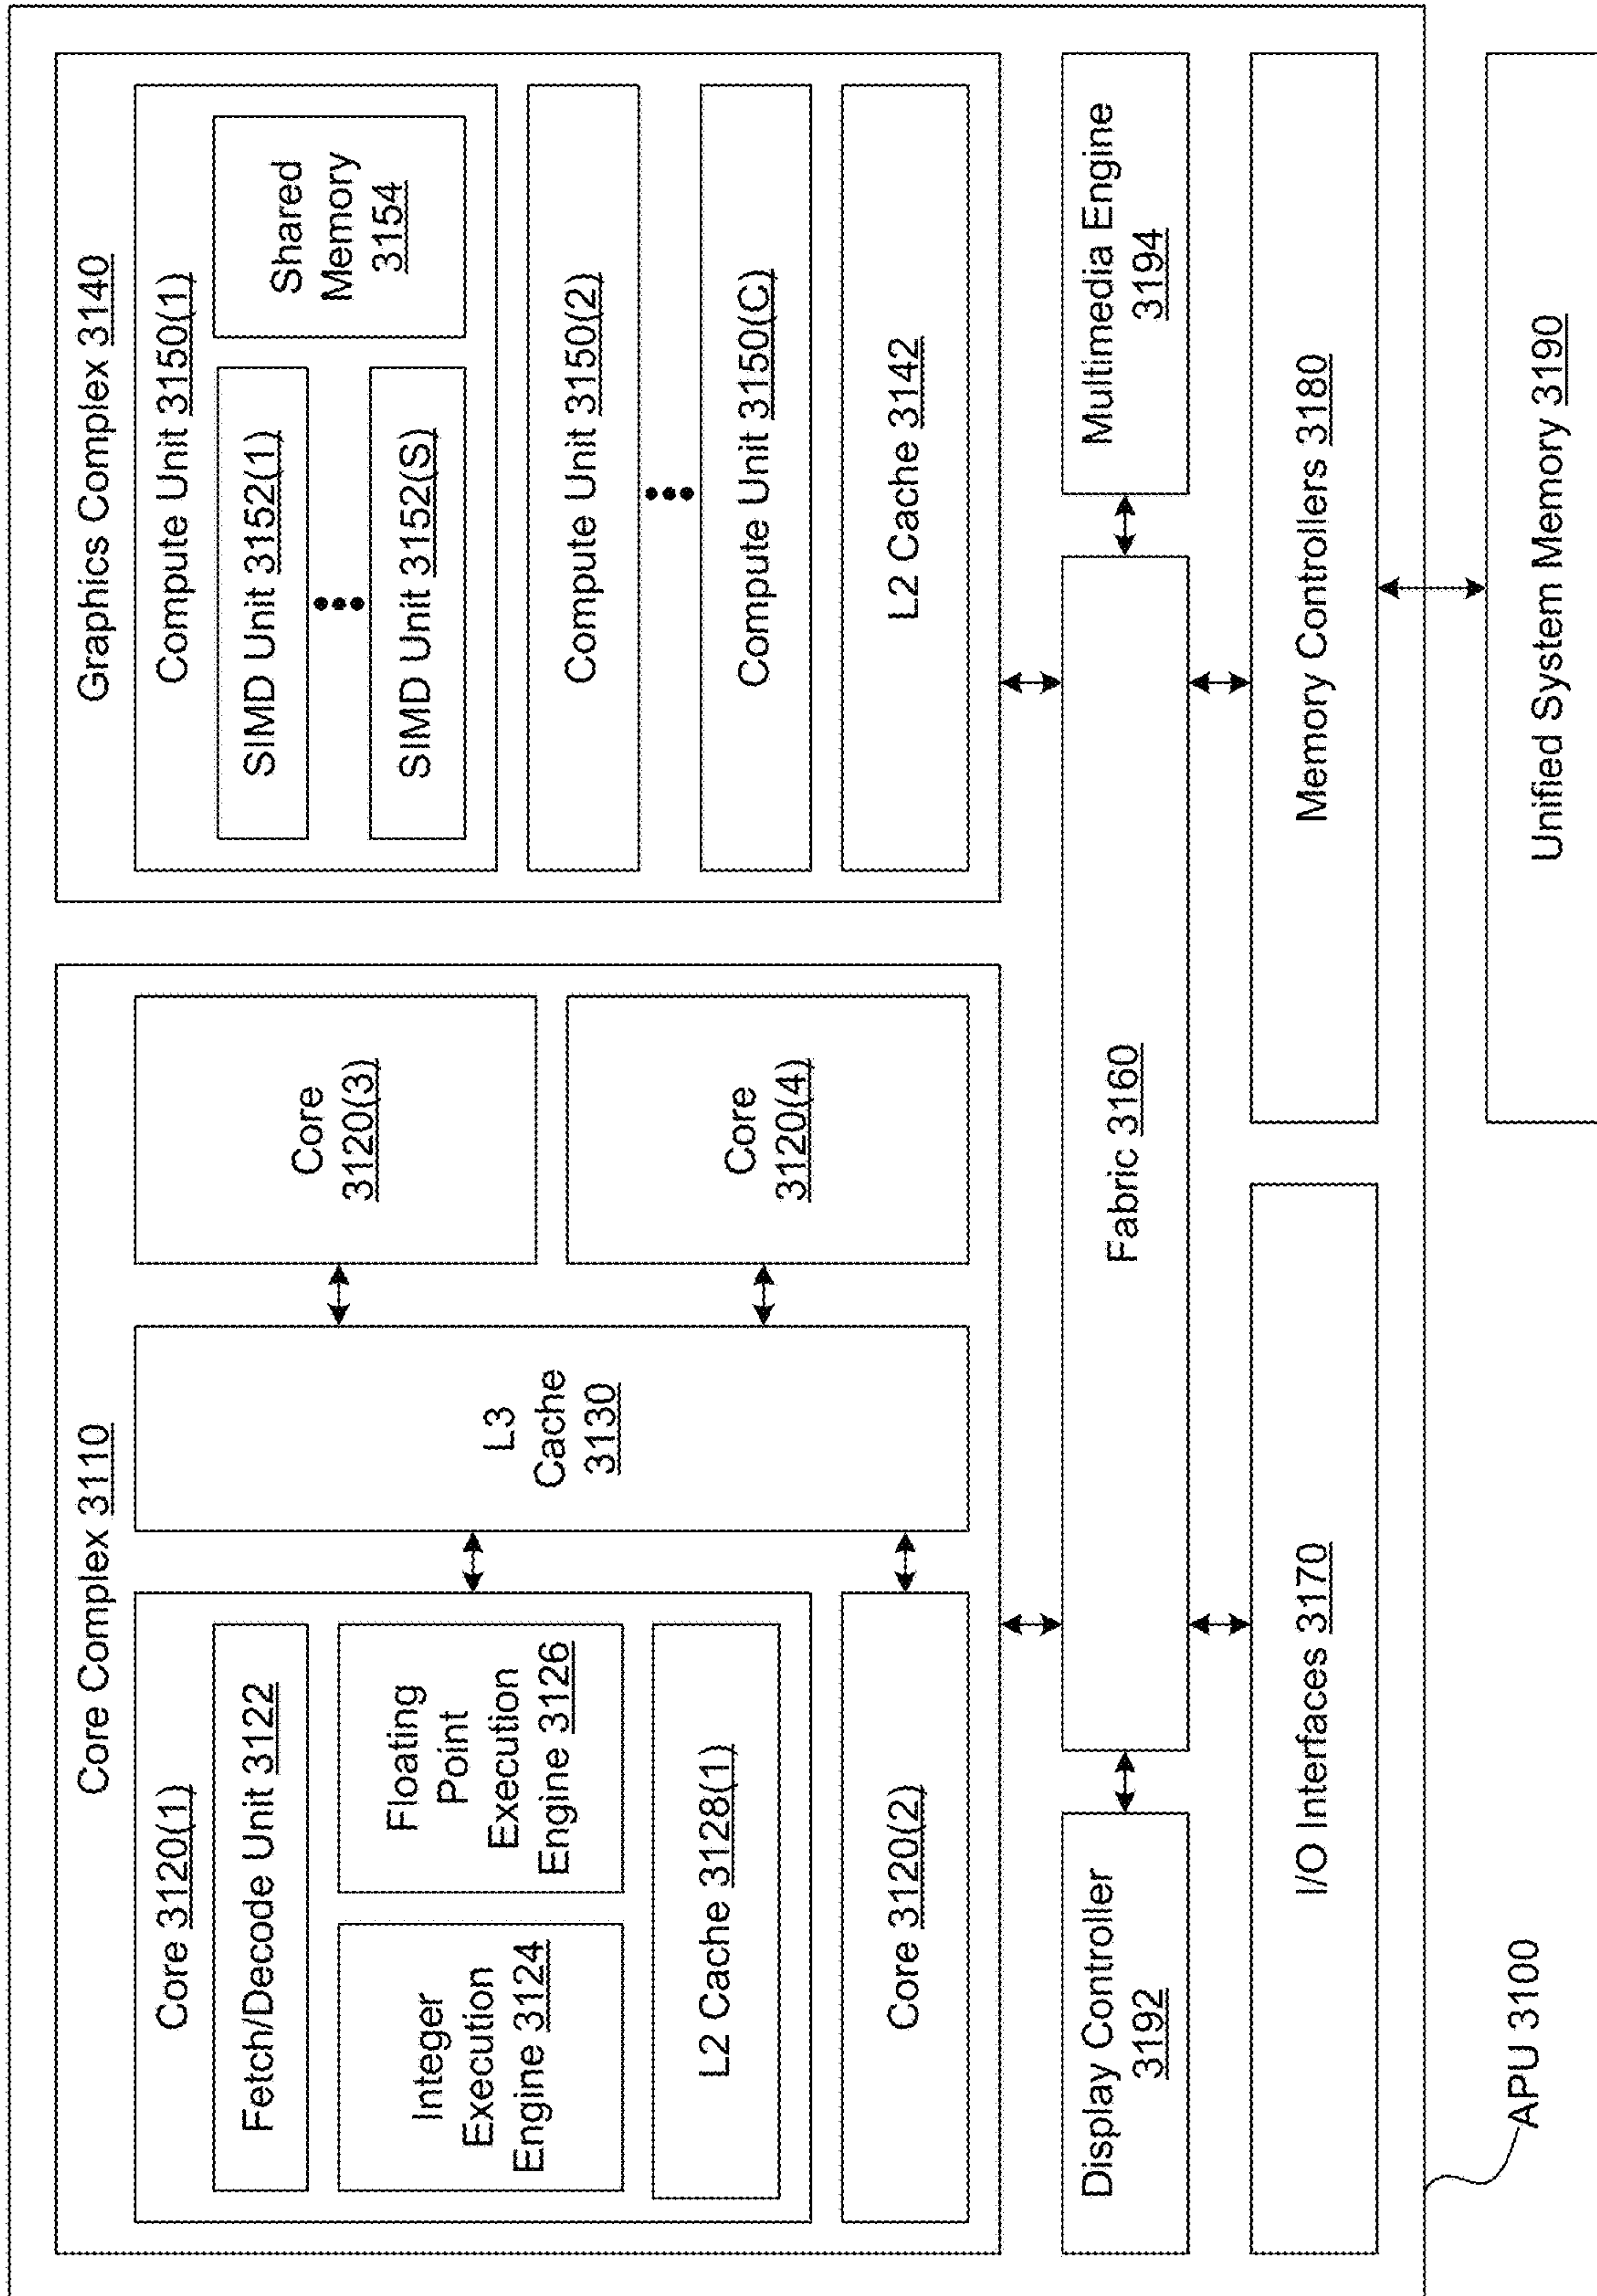 Core Complex 3110
Core 3120(1)
Fetch/Decode Unit 3122
Integer
Execution
Engine 3124
Floating
Point
Execution
Engine 3126
L2 Cache 3128(1)
Core 3120(2)
L3
Cache
3130
Core
3120(3)
Core
3120(4)
Graphics Complex 3140
Compute Unit 3150(1)
SIMD Unit 3152(1)
SIMD Unit 3152(S)
Shared
Memory
3154
Compute Unit 3150(2)
Compute Unit 3150(C)
L2 Cache 3142
Display Controller
3192
Fabric 3160
Multimedia Engine
3194
I/O Interfaces 3170
Memory Controllers 3180
APU 3100
Unified System Memory 3190